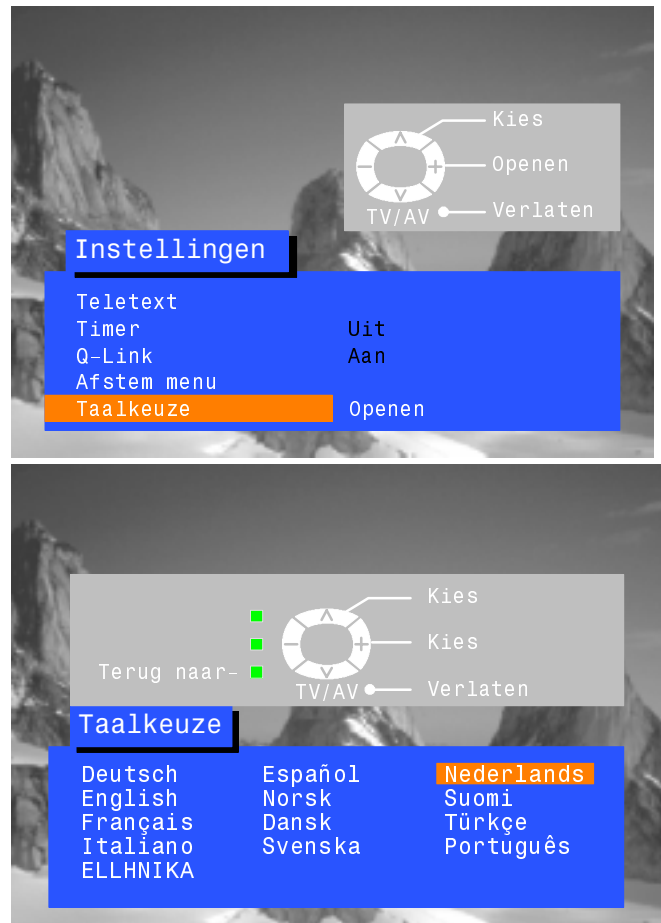 Kies
Openen
TV/AV Verlaten
Instellingen
Teletext
Timer Uit
Q-Link Aan
Afstem menu
Taalkeuze Openen
Kies
Kies
Terug naar-
TV/AV Verlaten
Taalkeuze
Deutsch Español Nederlands
English Norsk Suomi
Français Dansk Türkçe
Italiano Svenska Português
ELLHNIKA